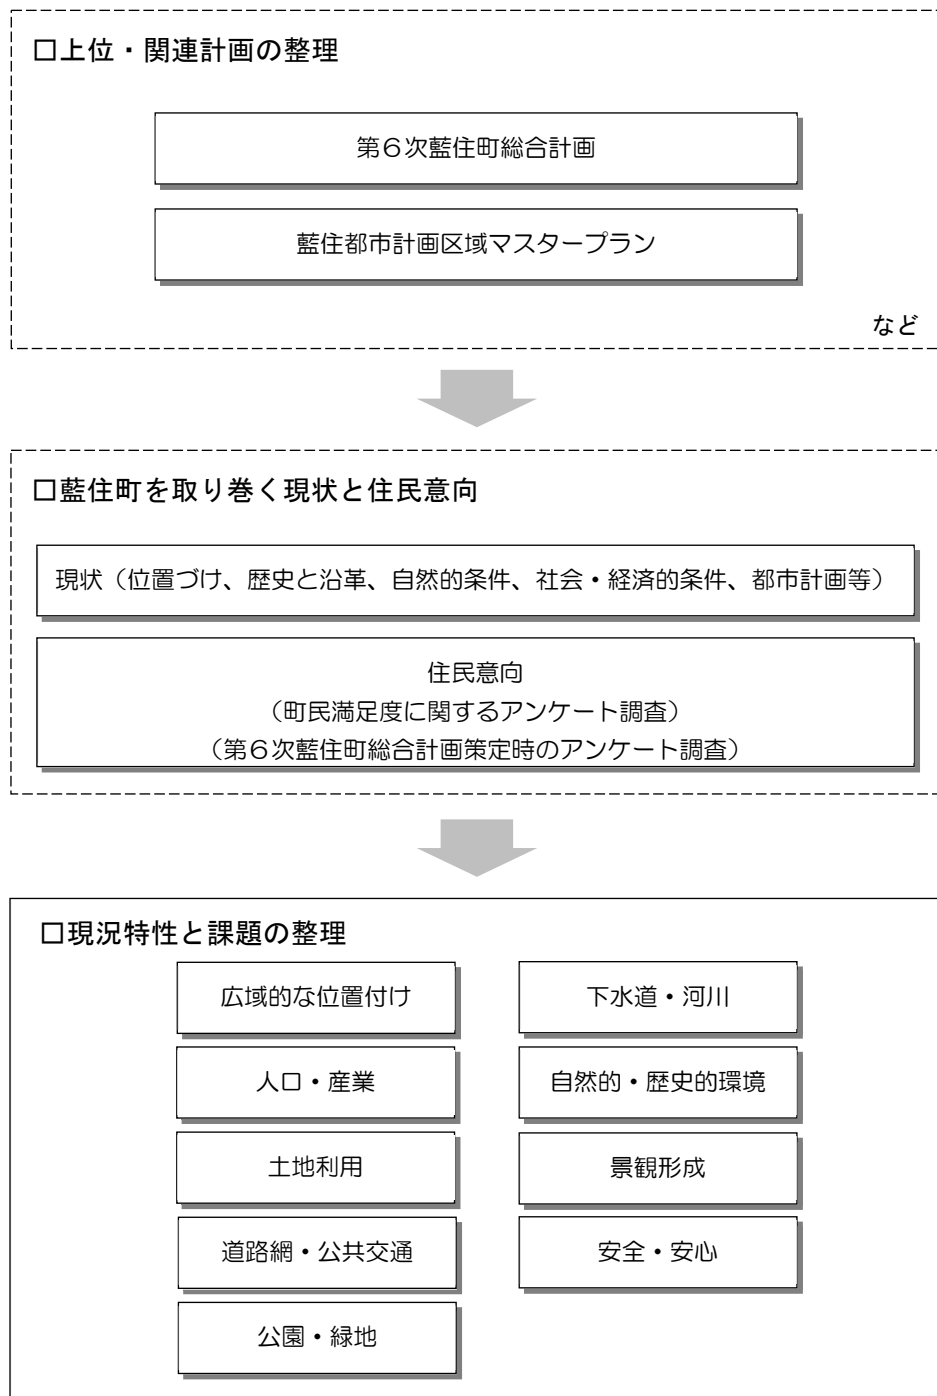 □上位・関連計画の整理
第６次藍住町総合計画
藍住都市計画区域マスタープラン
など
□藍住町を取り巻く現状と住民意向
現状（位置づけ、歴史と沿革、自然的条件、社会・経済的条件、都市計画等）
住民意向
（町民満足度に関するアンケート調査）
（第６次藍住町総合計画策定時のアンケート調査）
□現況特性と課題の整理
広域的な位置付け
人口・産業
土地利用
道路網・公共交通
公園・緑地
下水道・河川
自然的・歴史的環境
景観形成
安全・安心